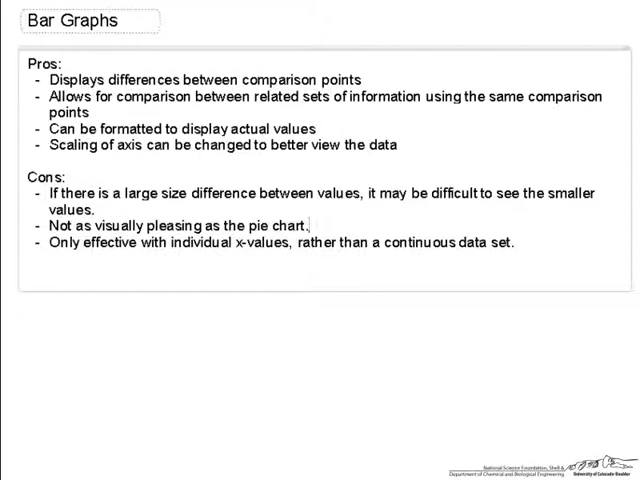 Bar Graphs
Pros:
- Displays differences between comparison points
- Allows for comparison between related sets of information using the same comparison
points
- Can be formatted to display actual values
- Scaling of axis can be changed to better view the data
Cons:
- If there is a large size difference between values, it may be difficult to see the smaller
values.
- Not as visually pleasing as the pie chart.
- Only effective with individual x-values, rather than a continuous data set.
National Science Foundation, Shell &
Department of Chemical and Biological Engineering
University of Colorado Boulder